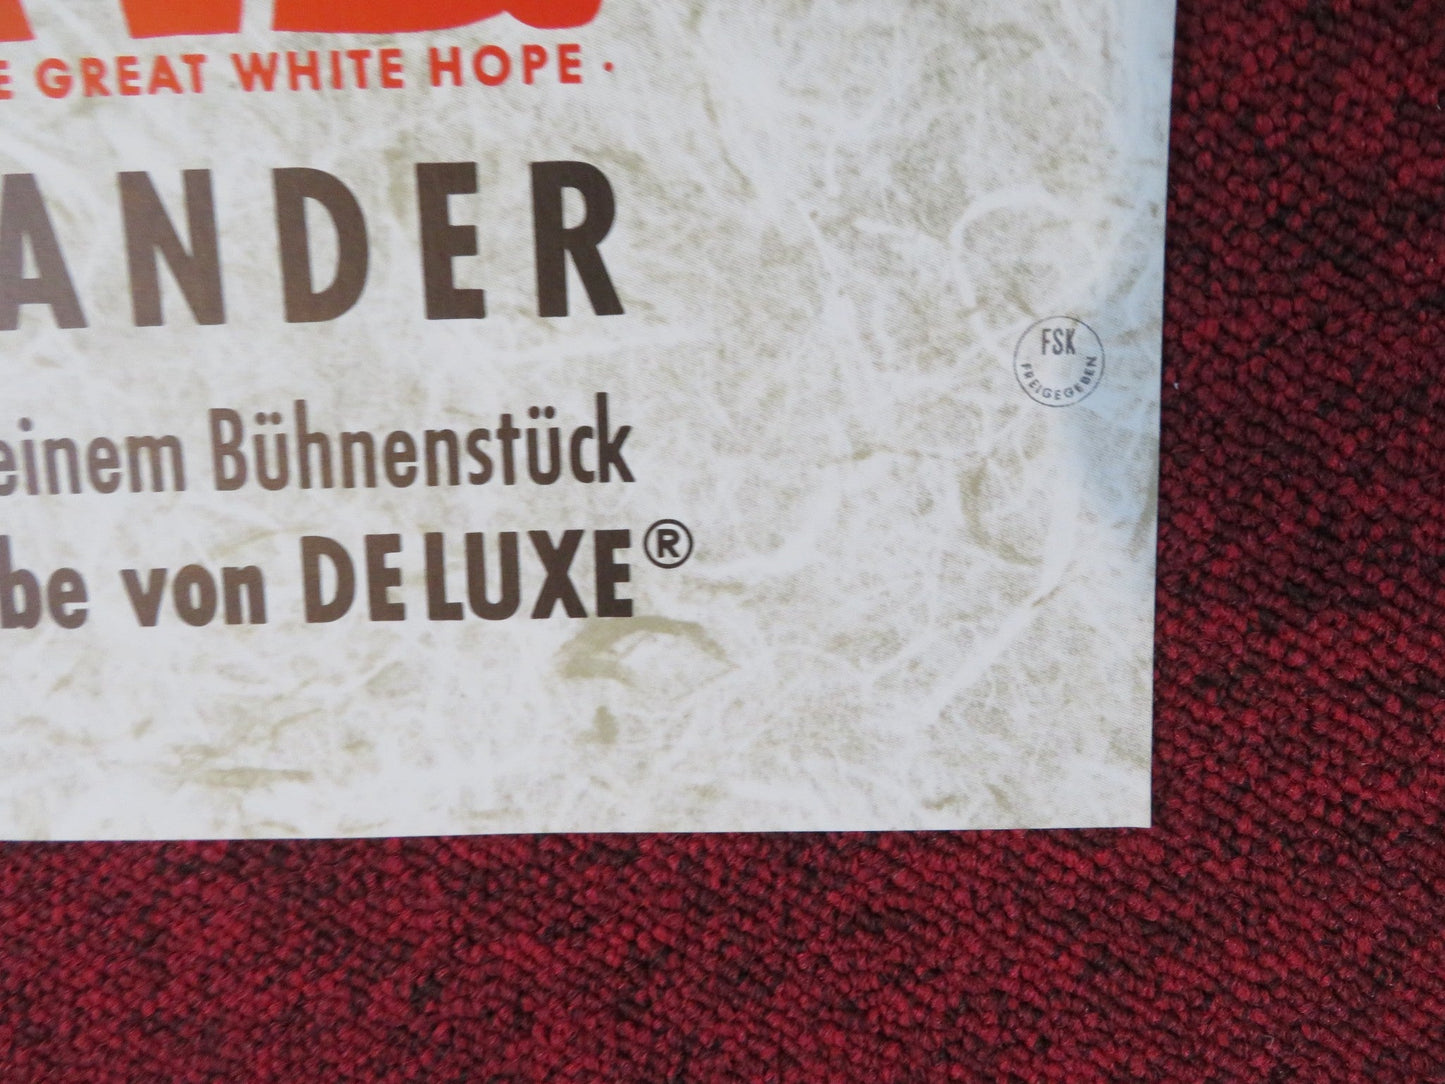 GREAT WHITE HOPE ·
ANDER
FSK
FREIGEGEBEN
einem Bühnenstück
be von DE LUXE®